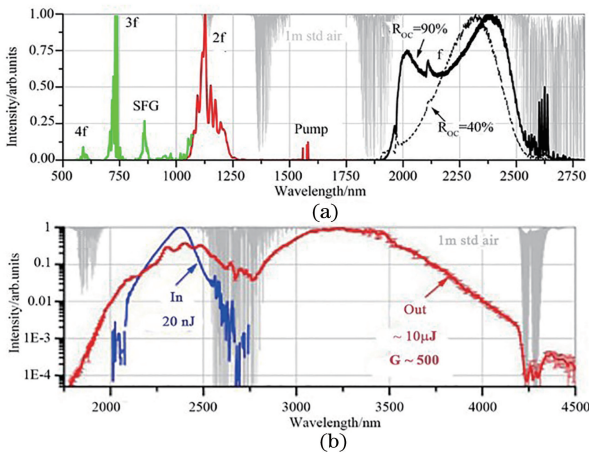 1.00
0.75
0.50
0.25
0.00
Intensity/arb.units
3f
2f
4f
SFG
1m std air
Pump
R_OC=90%
f
R_OC=40%
500
750
1000
1250
1500
1750
2000
2250
2500
2750
Wavelength/nm
(a)
1
0.1
0.01
1E-3
1E-4
Intensity/arb.units
1m std air
In
20 nJ
Out
~ 10μJ
G ~ 500
2000
2500
3000
3500
4000
4500
Wavelength/nm
(b)